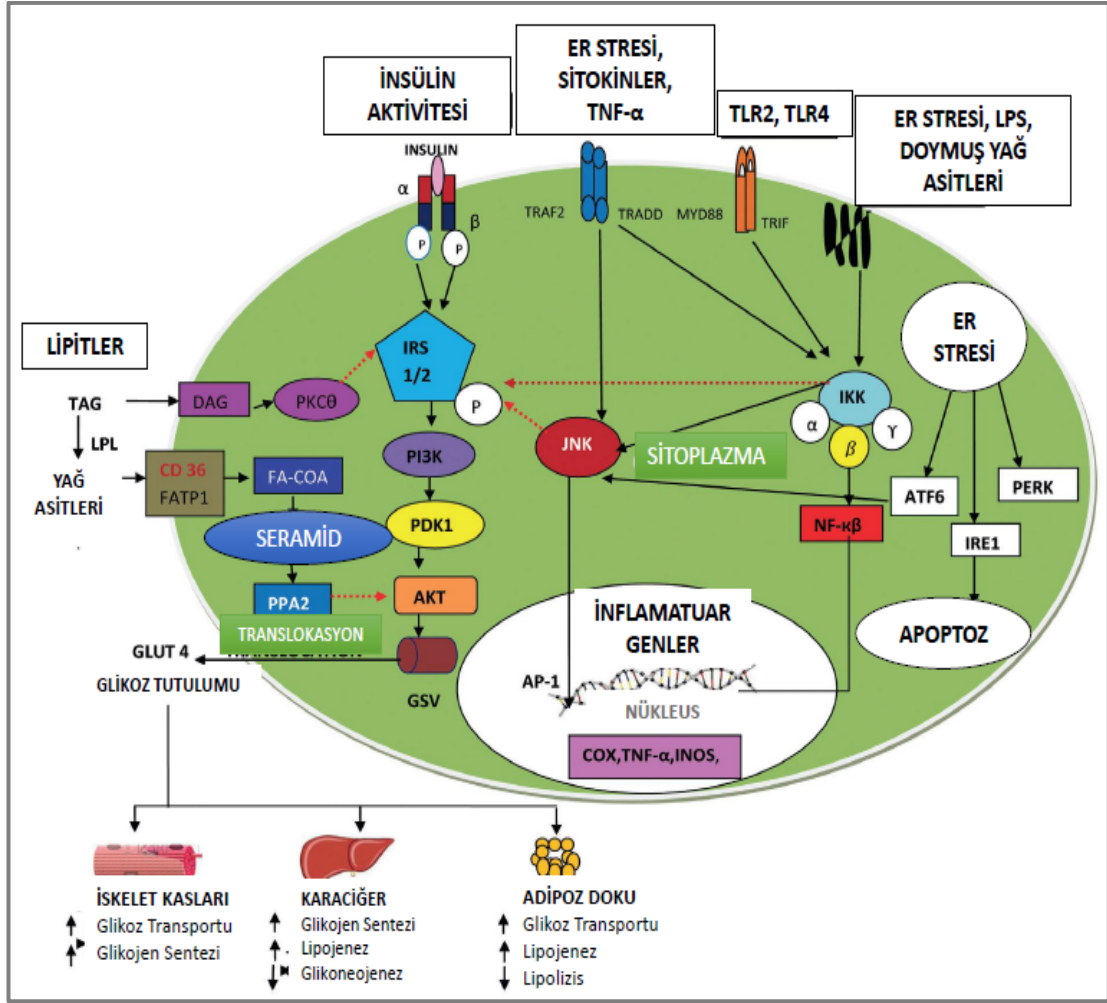 İNSÜLİN
AKTİVİTESİ
ER STRESİ,
SİTOKİNLER,
TNF-α
TLR2, TLR4
ER STRESİ, LPS,
DOYMUŞ YAĞ
ASİTLERİ
INSULIN
α
β
P
P
TRAF2
TRADD
MYD88
TRIF
LİPİTLER
TAG
LPL
YAĞ
ASİTLERİ
DAG
PKCθ
CD 36
FATP1
FA-COA
SERAMİD
PPA2
IRS
1/2
P
PI3K
PDK1
AKT
TRANSLOKASYON
GLUT 4
GLİKOZ TUTULUMU
GSV
JNK
SİTOPLAZMA
IKK
α
β
γ
NF-κβ
ER
STRESİ
ATF6
PERK
IRE1
APOPTOZ
İNFLAMATUAR
GENLER
AP-1
NÜKLEUS
COX,TNF-α,INOS,
İSKELET KASLARI
Glikoz Transportu
Glikojen Sentezi
KARACİĞER
Glikojen Sentezi
Lipojenez
Glikoneojenez
ADİPOZ DOKU
Glikoz Transportu
Lipojenez
Lipolizis